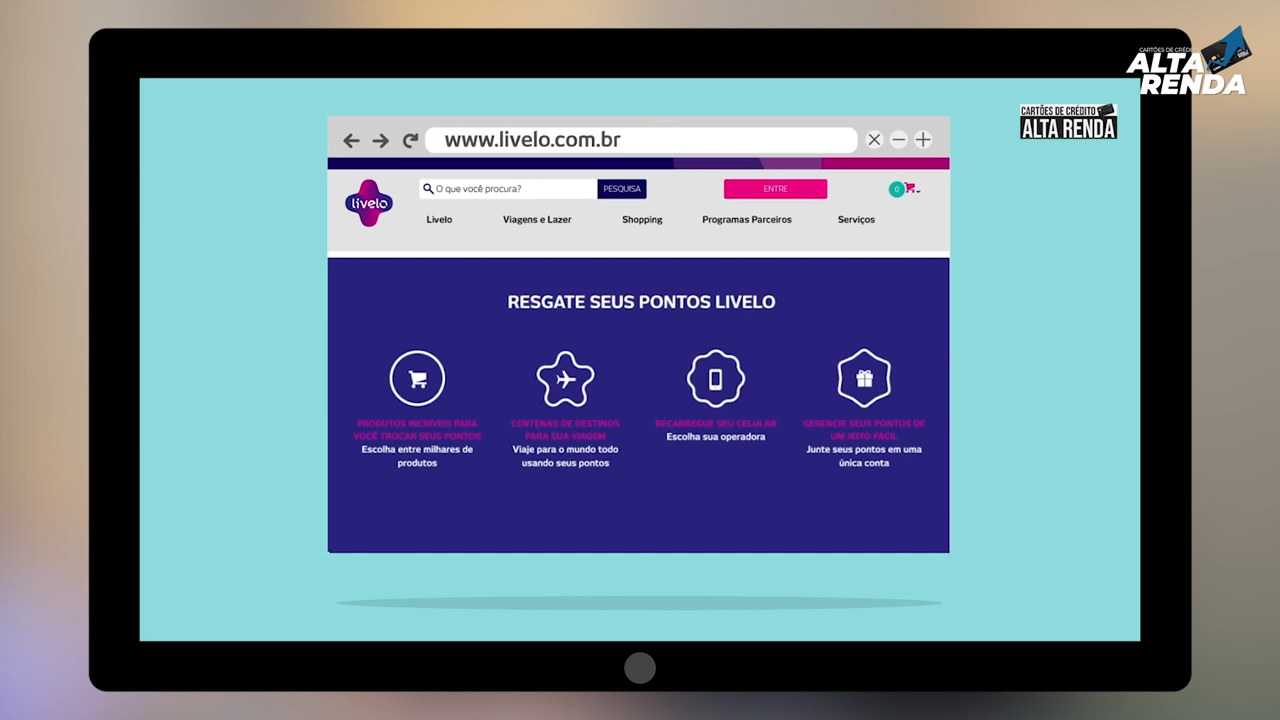 CARTÕES DE CRÉDITO
ALTA
RENDA
CARTÕES DE CRÉDITO
ALTA RENDA
www.livelo.com.br
livelo
O que você procura?
PESQUISA
ENTRE
0
Livelo
Viagens e Lazer
Shopping
Programas Parceiros
Serviços
RESGATE SEUS PONTOS LIVELO
PRODUTOS INCRÍVEIS PARA
VOCÊ TROCAR SEUS PONTOS
Escolha entre milhares de
produtos
CENTENAS DE DESTINOS
PARA SUA VIAGEM
Viaje para o mundo todo
usando seus pontos
RECARREGUE SEU CELULAR
Escolha sua operadora
GERENCIE SEUS PONTOS DE
UM JEITO FÁCIL
Junte seus pontos em uma
única conta